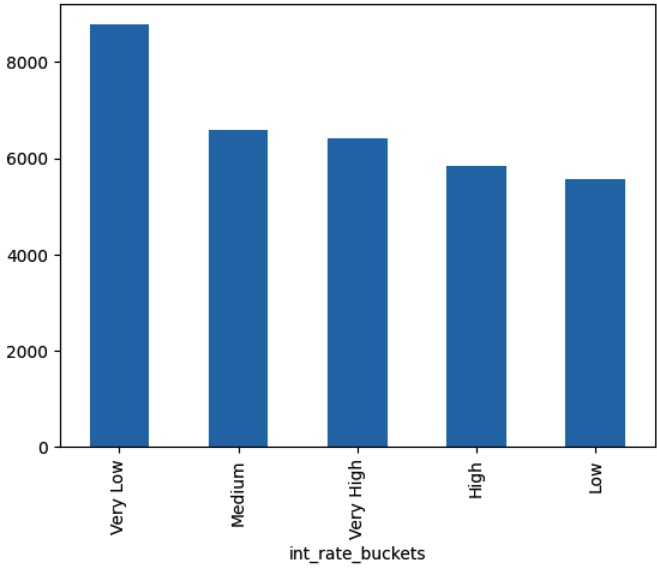 8000
6000
4000
2000
0
Very Low
Medium
Very High
High
Low
int_rate_buckets